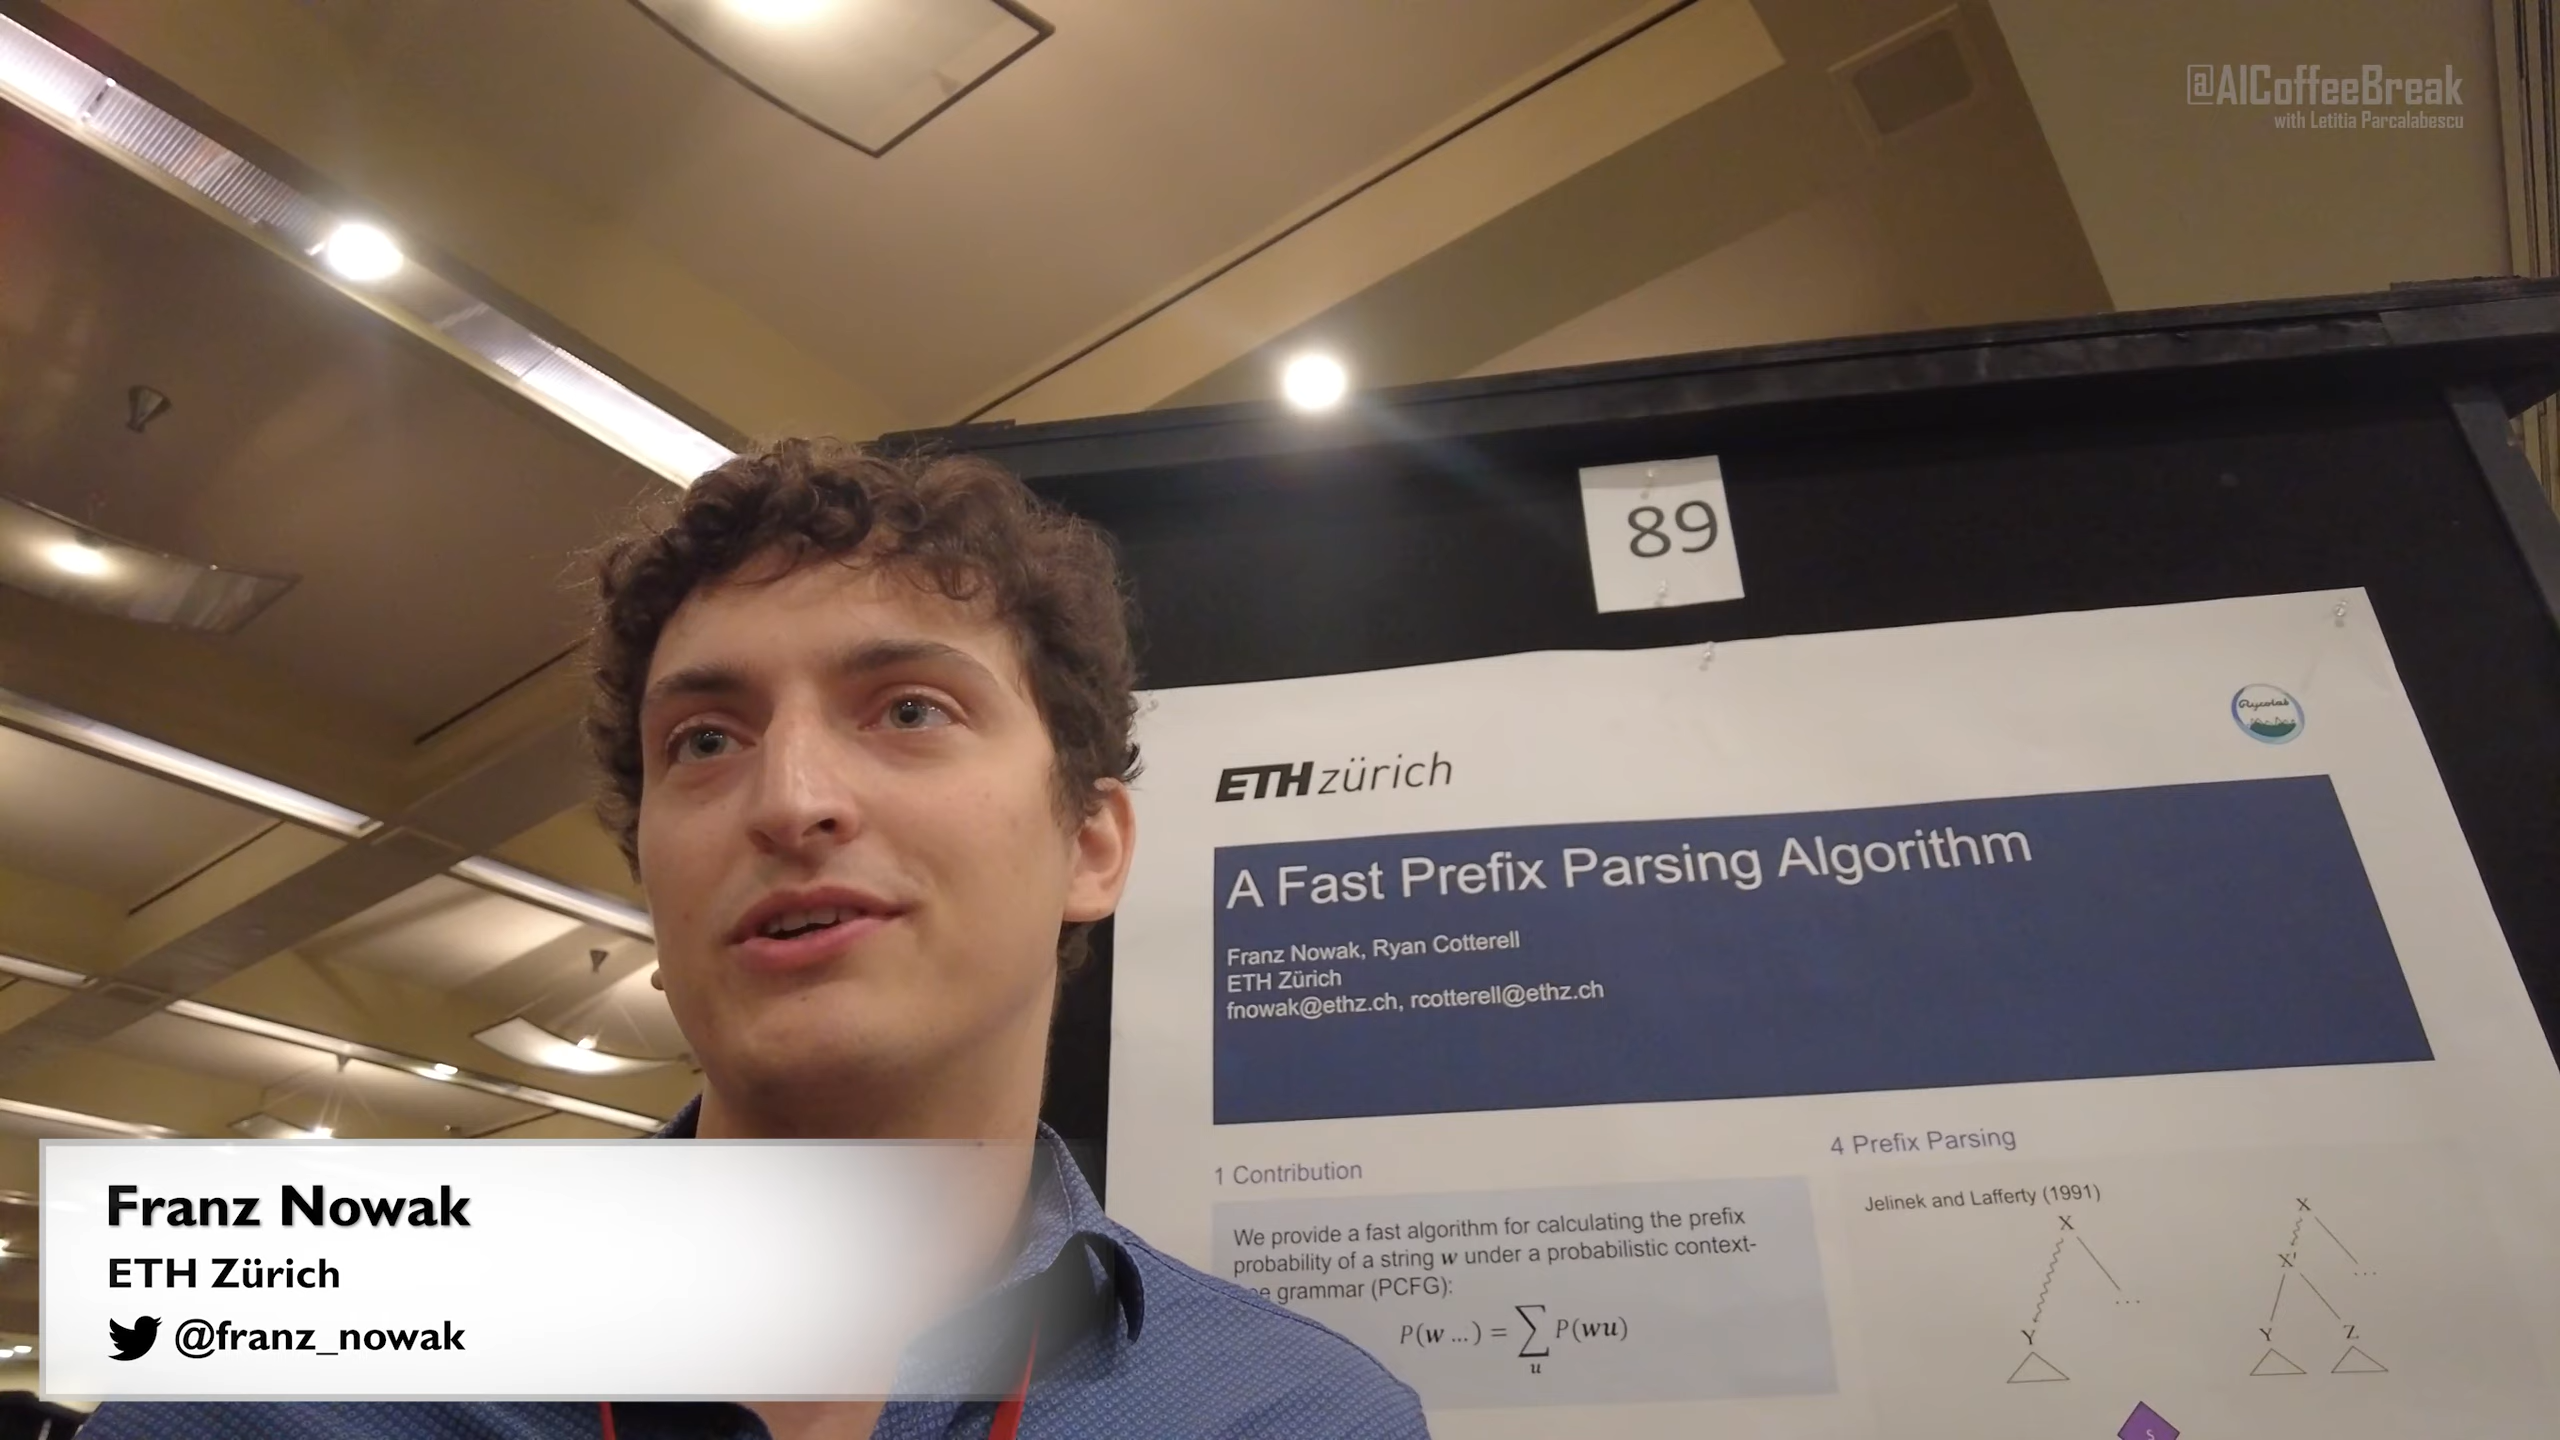 @AICoffeeBreak
with Letitia Parcalabescu
89
Glycolab
ETH zürich
A Fast Prefix Parsing Algorithm
Franz Nowak, Ryan Cotterell
ETH Zürich
fnowak@ethz.ch, rcotterell@ethz.ch
1 Contribution
We provide a fast algorithm for calculating the prefix
probability of a string w under a probabilistic context-
grammar (PCFG):
P(w ...) = ∑ P(wu)
u
4 Prefix Parsing
Jelinek and Lafferty (1991)
X
...
Y
X
X
...
Y Z
S
Franz Nowak
ETH Zürich
@franz_nowak